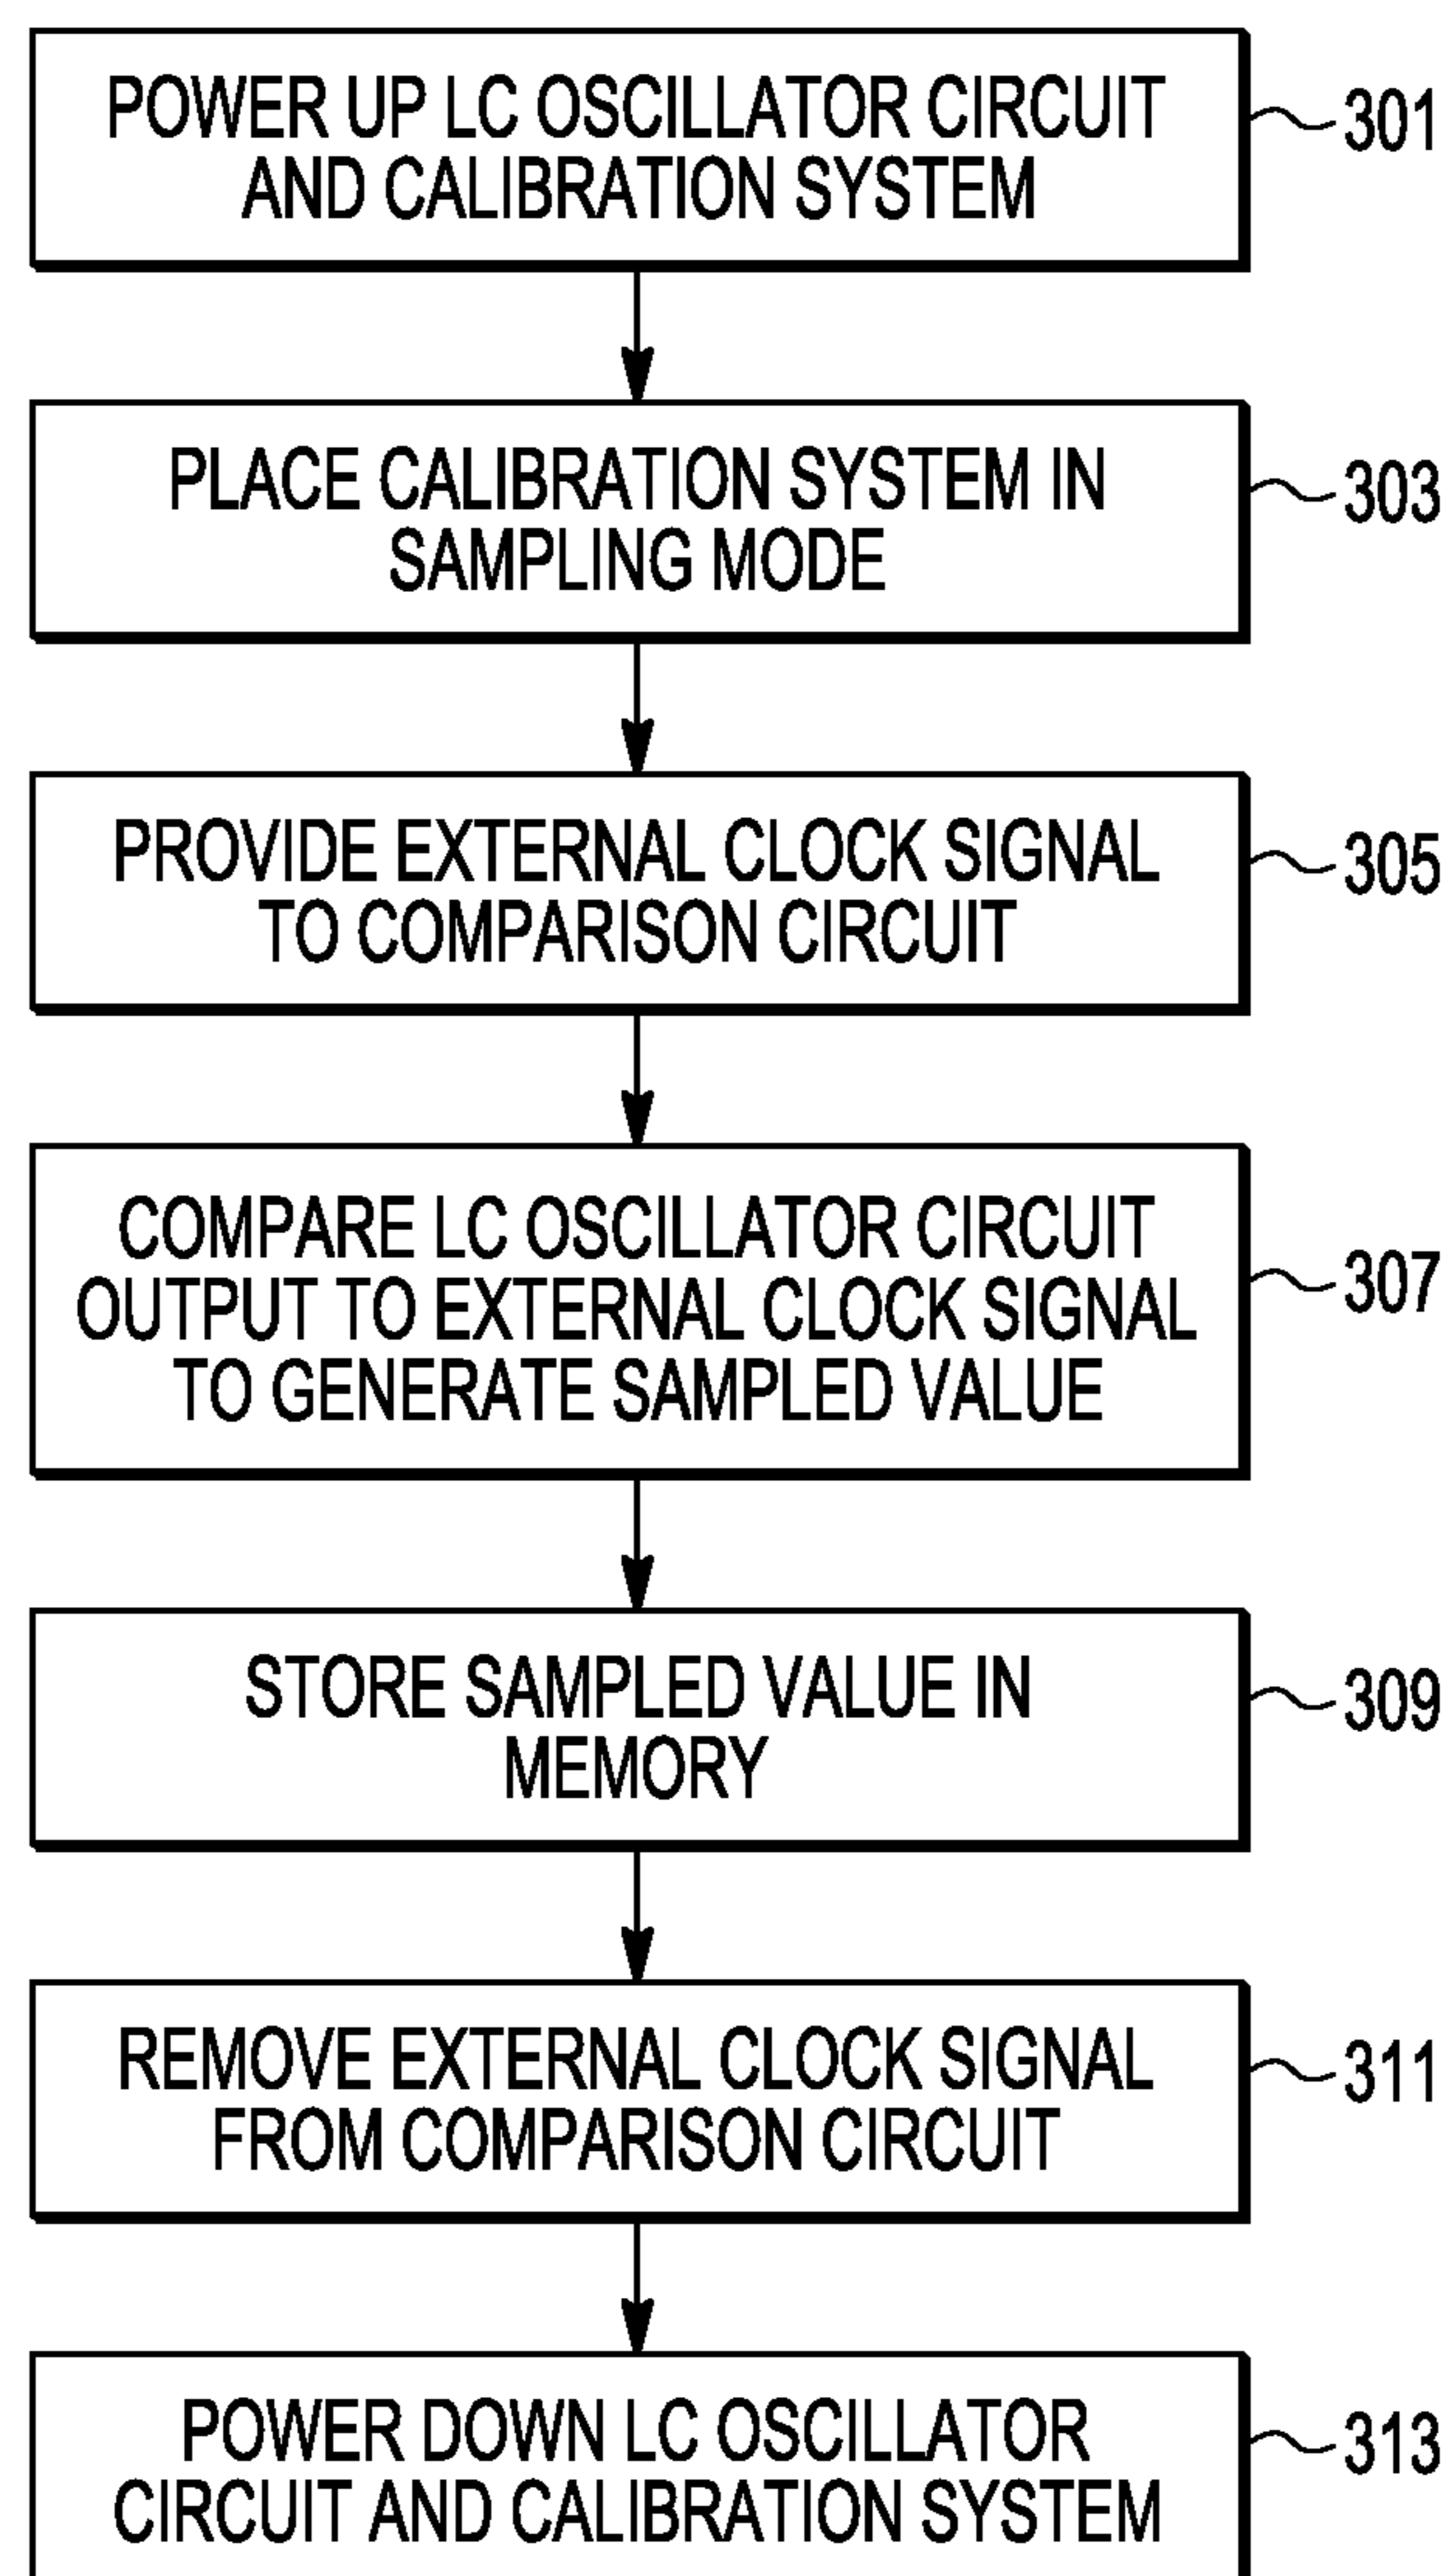 POWER UP LC OSCILLATOR CIRCUIT
AND CALIBRATION SYSTEM
301
PLACE CALIBRATION SYSTEM IN
SAMPLING MODE
303
PROVIDE EXTERNAL CLOCK SIGNAL
TO COMPARISON CIRCUIT
305
COMPARE LC OSCILLATOR CIRCUIT
OUTPUT TO EXTERNAL CLOCK SIGNAL
TO GENERATE SAMPLED VALUE
307
STORE SAMPLED VALUE IN
MEMORY
309
REMOVE EXTERNAL CLOCK SIGNAL
FROM COMPARISON CIRCUIT
311
POWER DOWN LC OSCILLATOR
CIRCUIT AND CALIBRATION SYSTEM
313